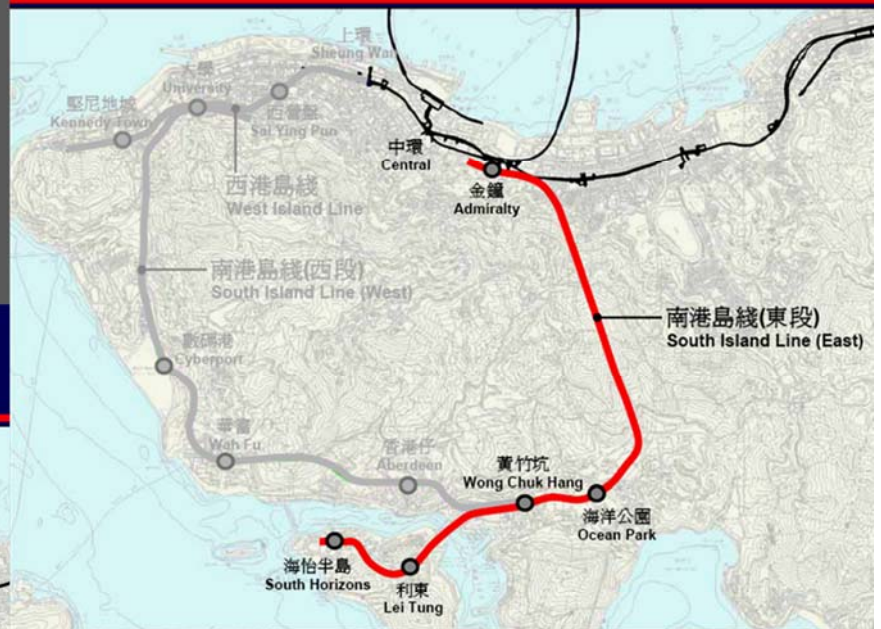 上環
Sheung Wan
大學
University
堅尼地城
Kennedy Town
西營盤
Sai Ying Pun
中環
Central
金鐘
Admiralty
西港島綫
West Island Line
南港島綫(西段)
South Island Line (West)
南港島綫(東段)
South Island Line (East)
數碼港
Cyberport
華富
Wah Fu
香港仔
Aberdeen
黃竹坑
Wong Chuk Hang
海洋公園
Ocean Park
海怡半島
South Horizons
利東
Lei Tung